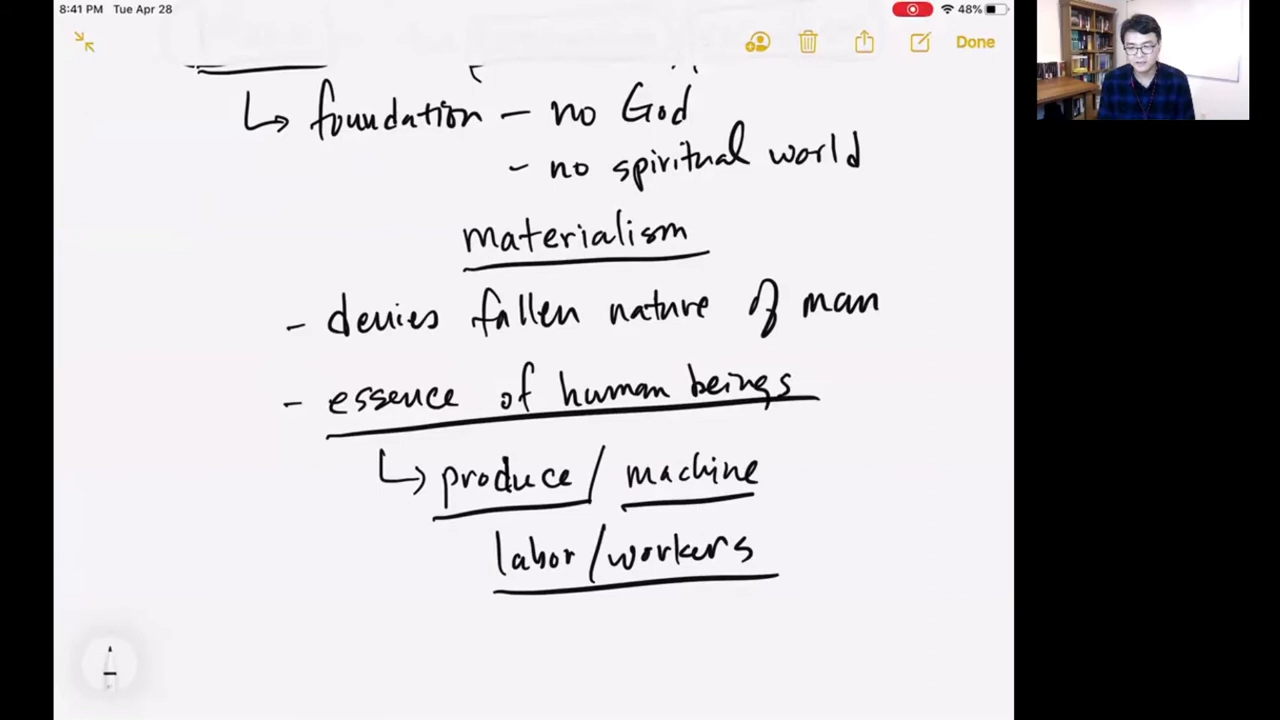 8:41 PM Tue Apr 28
48%
Done
foundation - no God
- no spiritual world
materialism
- denies fallen nature of man
- essence of human beings
produce / machine
labor/workers